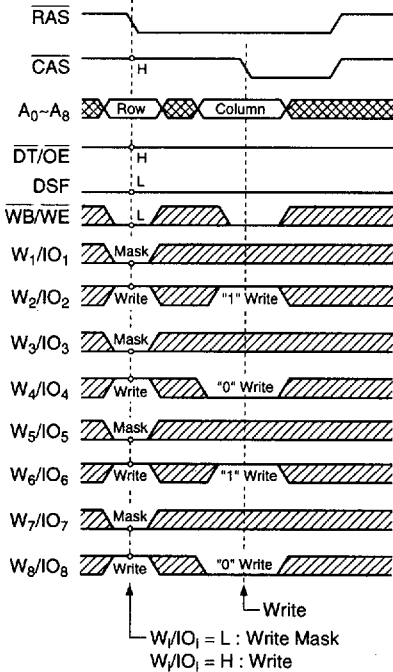 RAS
CAS H
A0~A8 Row Column
DT/OE H
DSF L
WB/WE L
W1/IO1 Mask
W2/IO2 Write "1" Write
W3/IO3 Mask
W4/IO4 Write "0" Write
W5/IO5 Mask
W6/IO6 Write "1" Write
W7/IO7 Mask
W8/IO8 Write "0" Write
Write
Wi/IOi = L : Write Mask
Wi/IOi = H : Write